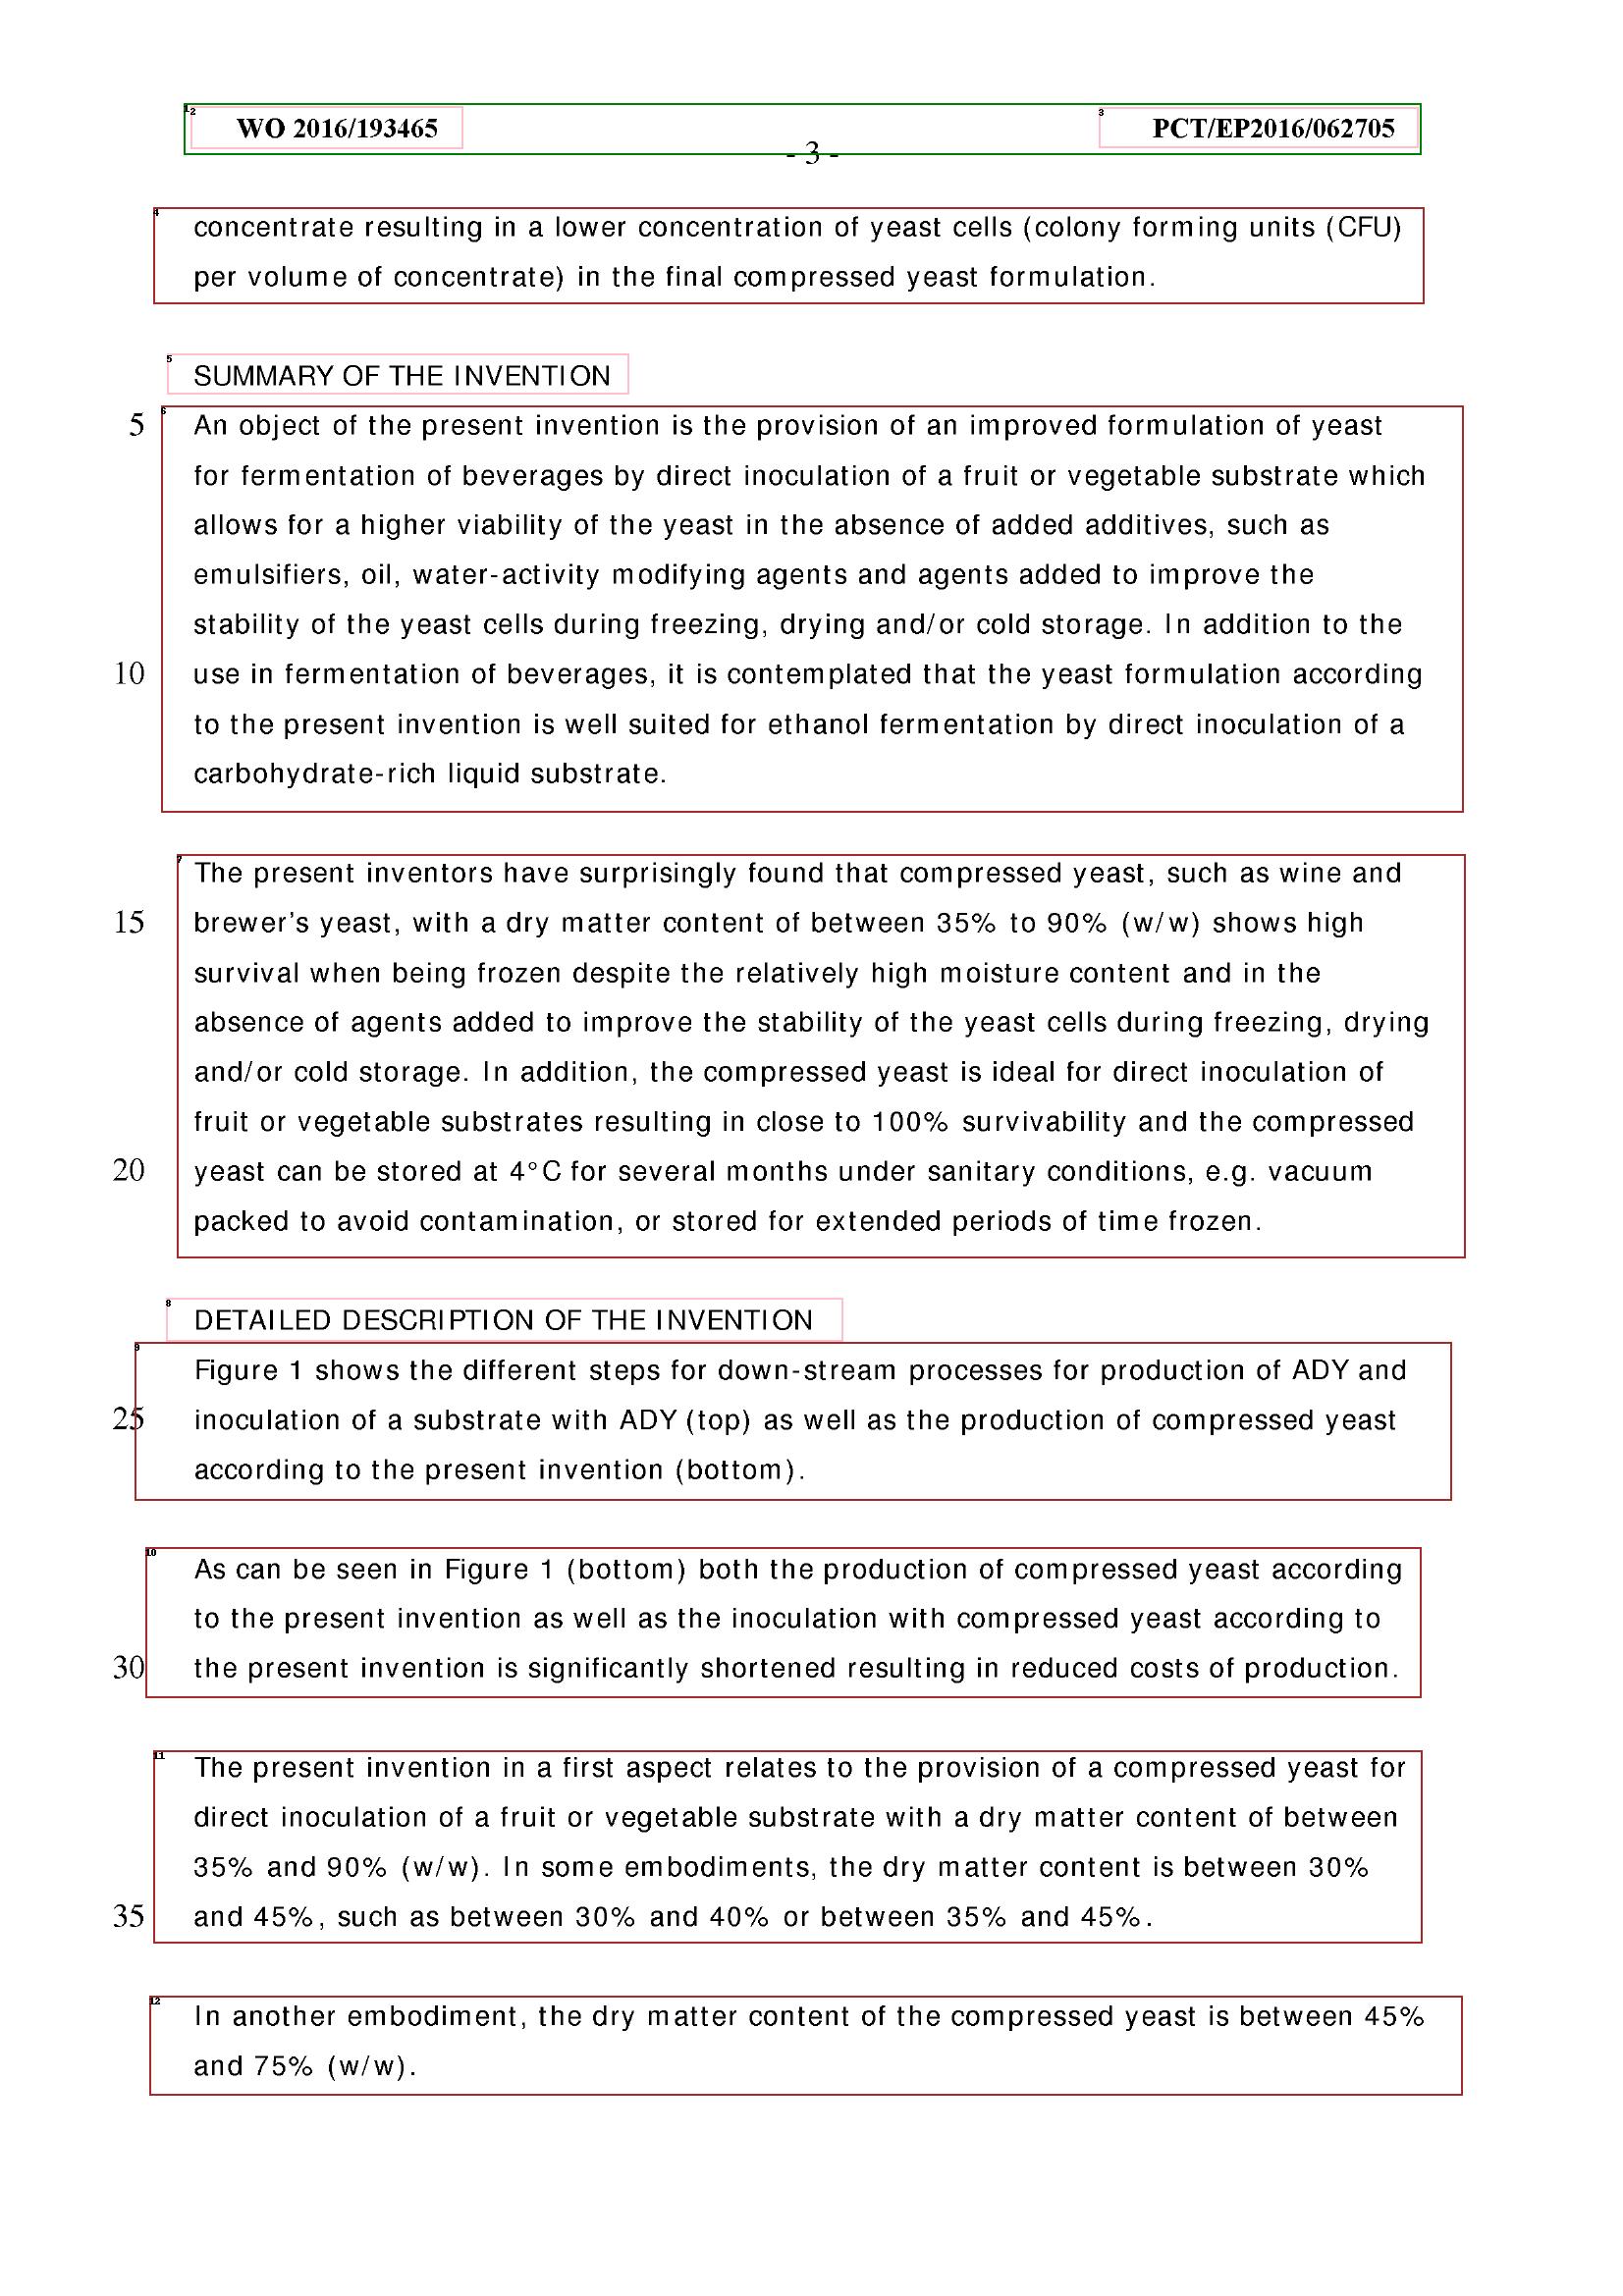 WO 2016/193465 PCT/EP2016/062705
- 3 -
4
concentrate resulting in a lower concentration of yeast cells (colony forming units (CFU)
per volume of concentrate) in the final compressed yeast formulation.
5
SUMMARY OF THE INVENTION
6
5 An object of the present invention is the provision of an improved formulation of yeast
for fermentation of beverages by direct inoculation of a fruit or vegetable substrate which
allows for a higher viability of the yeast in the absence of added additives, such as
emulsifiers, oil, water-activity modifying agents and agents added to improve the
stability of the yeast cells during freezing, drying and/or cold storage. In addition to the
10 use in fermentation of beverages, it is contemplated that the yeast formulation according
to the present invention is well suited for ethanol fermentation by direct inoculation of a
carbohydrate-rich liquid substrate.
7
The present inventors have surprisingly found that compressed yeast, such as wine and
15 brewer's yeast, with a dry matter content of between 35% to 90% (w/w) shows high
survival when being frozen despite the relatively high moisture content and in the
absence of agents added to improve the stability of the yeast cells during freezing, drying
and/or cold storage. In addition, the compressed yeast is ideal for direct inoculation of
fruit or vegetable substrates resulting in close to 100% survivability and the compressed
20 yeast can be stored at 4°C for several months under sanitary conditions, e.g. vacuum
packed to avoid contamination, or stored for extended periods of time frozen.
8
DETAILED DESCRIPTION OF THE INVENTION
9
Figure 1 shows the different steps for down-stream processes for production of ADY and
25 inoculation of a substrate with ADY (top) as well as the production of compressed yeast
according to the present invention (bottom).
10
As can be seen in Figure 1 (bottom) both the production of compressed yeast according
to the present invention as well as the inoculation with compressed yeast according to
30 the present invention is significantly shortened resulting in reduced costs of production.
11
The present invention in a first aspect relates to the provision of a compressed yeast for
direct inoculation of a fruit or vegetable substrate with a dry matter content of between
35% and 90% (w/w). In some embodiments, the dry matter content is between 30%
35 and 45%, such as between 30% and 40% or between 35% and 45%.
12
In another embodiment, the dry matter content of the compressed yeast is between 45%
and 75% (w/w).